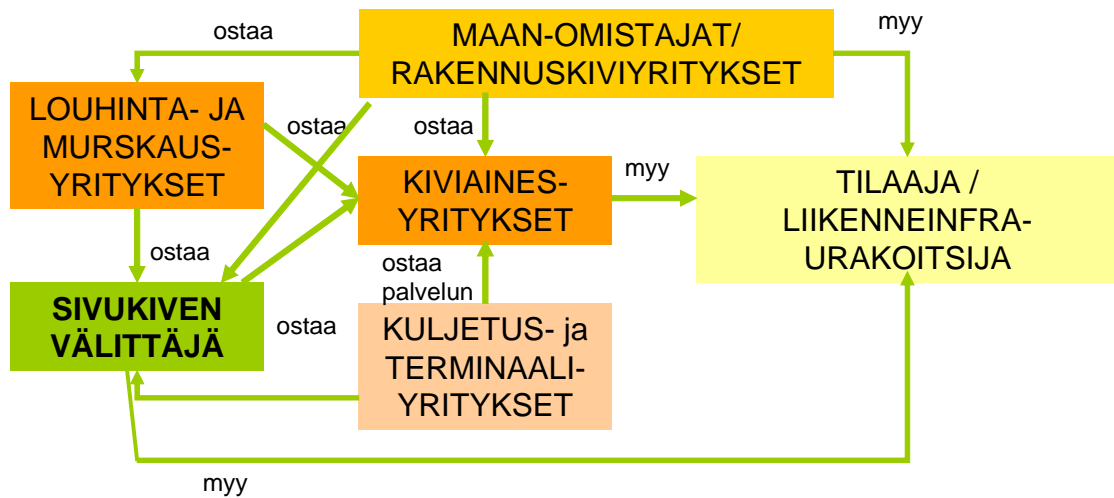 ostaa
MAAN-OMISTAJAT/
RAKENNUSKIVIYRITYKSET
myy
LOUHINTA- JA
MURSKAUS-
YRITYKSET
ostaa
ostaa
KIVIAINES-
YRITYKSET
myy
TILAAJA /
LIIKENNEINFRA-
URAKOITSIJA
ostaa
ostaa
palvelun
SIVUKIVEN
VÄLITTÄJÄ
ostaa
KULJETUS- ja
TERMINAALI-
YRITYKSET
myy